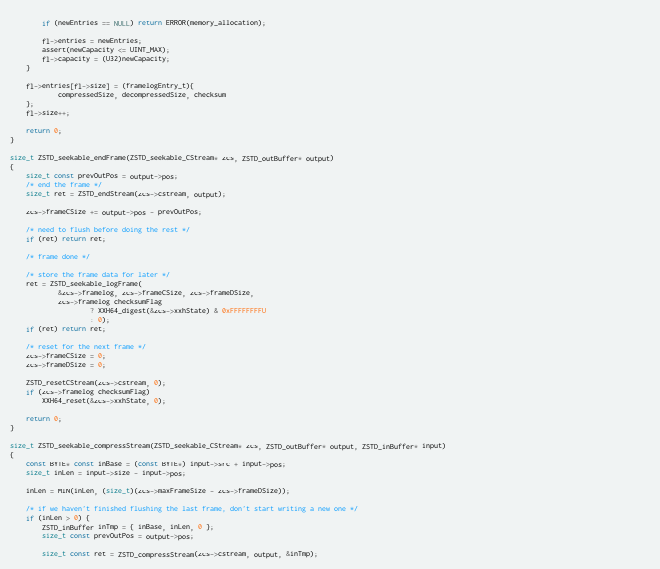 if (newEntries == NULL) return ERROR(memory_allocation);
fl->entries = newEntries;
assert(newCapacity <= UINT_MAX);
fl->capacity = (U32)newCapacity;
}
fl->entries[fl->size] = (framelogEntry_t){
compressedSize, decompressedSize, checksum
};
fl->size++;
return 0;
}
size_t ZSTD_seekable_endFrame(ZSTD_seekable_CStream* zcs, ZSTD_outBuffer* output)
{
size_t const prevOutPos = output->pos;
/* end the frame */
size_t ret = ZSTD_endStream(zcs->cstream, output);
zcs->frameCSize += output->pos - prevOutPos;
/* need to flush before doing the rest */
if (ret) return ret;
/* frame done */
/* store the frame data for later */
ret = ZSTD_seekable_logFrame(
&zcs->framelog, zcs->frameCSize, zcs->frameDSize,
zcs->framelog.checksumFlag
? XXH64_digest(&zcs->xxhState) & 0xFFFFFFFFU
: 0);
if (ret) return ret;
/* reset for the next frame */
zcs->frameCSize = 0;
zcs->frameDSize = 0;
ZSTD_resetCStream(zcs->cstream, 0);
if (zcs->framelog.checksumFlag)
XXH64_reset(&zcs->xxhState, 0);
return 0;
}
size_t ZSTD_seekable_compressStream(ZSTD_seekable_CStream* zcs, ZSTD_outBuffer* output, ZSTD_inBuffer* input)
{
const BYTE* const inBase = (const BYTE*) input->src + input->pos;
size_t inLen = input->size - input->pos;
inLen = MIN(inLen, (size_t)(zcs->maxFrameSize - zcs->frameDSize));
/* if we haven't finished flushing the last frame, don't start writing a new one */
if (inLen > 0) {
ZSTD_inBuffer inTmp = { inBase, inLen, 0 };
size_t const prevOutPos = output->pos;
size_t const ret = ZSTD_compressStream(zcs->cstream, output, &inTmp);